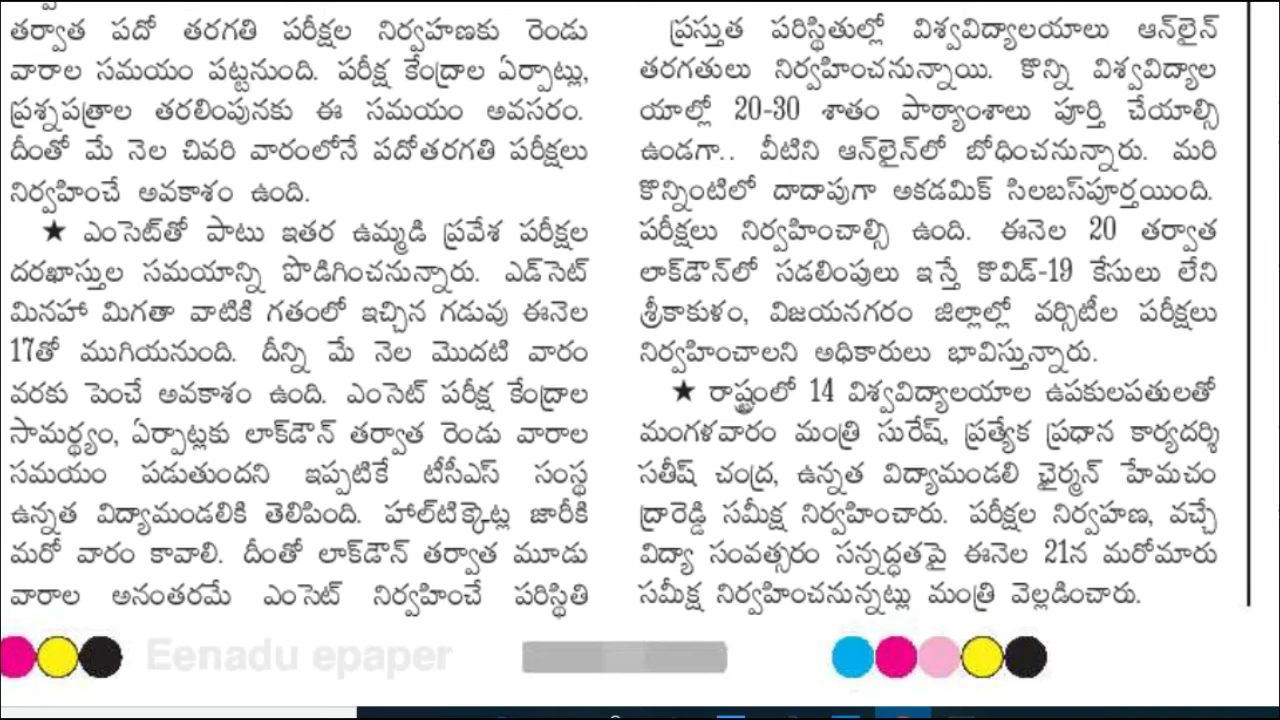 తర్వాత పదో తరగతి పరీక్షల నిర్వహణకు రెండు
వారాల సమయం పట్టనుంది. పరీక్ష కేంద్రాల ఏర్పాట్లు,
ప్రశ్నపత్రాల తరలింపునకు ఈ సమయం అవసరం.
దీంతో మే నెల చివరి వారంలోనే పదోతరగతి పరీక్షలు
నిర్వహించే అవకాశం ఉంది.
★ ఎంసెట్‌తో పాటు ఇతర ఉమ్మడి ప్రవేశ పరీక్షల
దరఖాస్తుల సమయాన్ని పొడిగించనున్నారు. ఎడ్‌సెట్
మినహా మిగతా వాటికి గతంలో ఇచ్చిన గడువు ఈనెల
17తో ముగియనుంది. దీన్ని మే నెల మొదటి వారం
వరకు పెంచే అవకాశం ఉంది. ఎంసెట్ పరీక్ష కేంద్రాల
సామర్థ్యం, ఏర్పాట్లకు లాక్‌డౌన్ తర్వాత రెండు వారాల
సమయం పడుతుందని ఇప్పటికే టీసీఎస్ సంస్థ
ఉన్నత విద్యామండలికి తెలిపింది. హాల్‌టిక్కెట్ల జారీకి
మరో వారం కావాలి. దీంతో లాక్‌డౌన్ తర్వాత మూడు
వారాల అనంతరమే ఎంసెట్ నిర్వహించే పరిస్థితి
ప్రస్తుత పరిస్థితుల్లో విశ్వవిద్యాలయాలు ఆన్‌లైన్
తరగతులు నిర్వహించనున్నాయి. కొన్ని విశ్వవిద్యాల
యాల్లో 20-30 శాతం పాఠ్యాంశాలు పూర్తి చేయాల్సి
ఉండగా.. వీటిని ఆన్‌లైన్‌లో బోధించనున్నారు. మరి
కొన్నింటిలో దాదాపుగా అకడమిక్ సిలబస్‌పూర్తయింది.
పరీక్షలు నిర్వహించాల్సి ఉంది. ఈనెల 20 తర్వాత
లాక్‌డౌన్‌లో సడలింపులు ఇస్తే కొవిడ్-19 కేసులు లేని
శ్రీకాకుళం, విజయనగరం జిల్లాల్లో వర్సిటీల పరీక్షలు
నిర్వహించాలని అధికారులు భావిస్తున్నారు.
★ రాష్ట్రంలో 14 విశ్వవిద్యాలయాల ఉపకులపతులతో
మంగళవారం మంత్రి సురేష్, ప్రత్యేక ప్రధాన కార్యదర్శి
సతీష్ చంద్ర, ఉన్నత విద్యామండలి ఛైర్మన్ హేమచం
ద్రారెడ్డి సమీక్ష నిర్వహించారు. పరీక్షల నిర్వహణ, వచ్చే
విద్యా సంవత్సరం సన్నద్ధతపై ఈనెల 21న మరోమారు
సమీక్ష నిర్వహించనున్నట్లు మంత్రి వెల్లడించారు.
Eenadu epaper